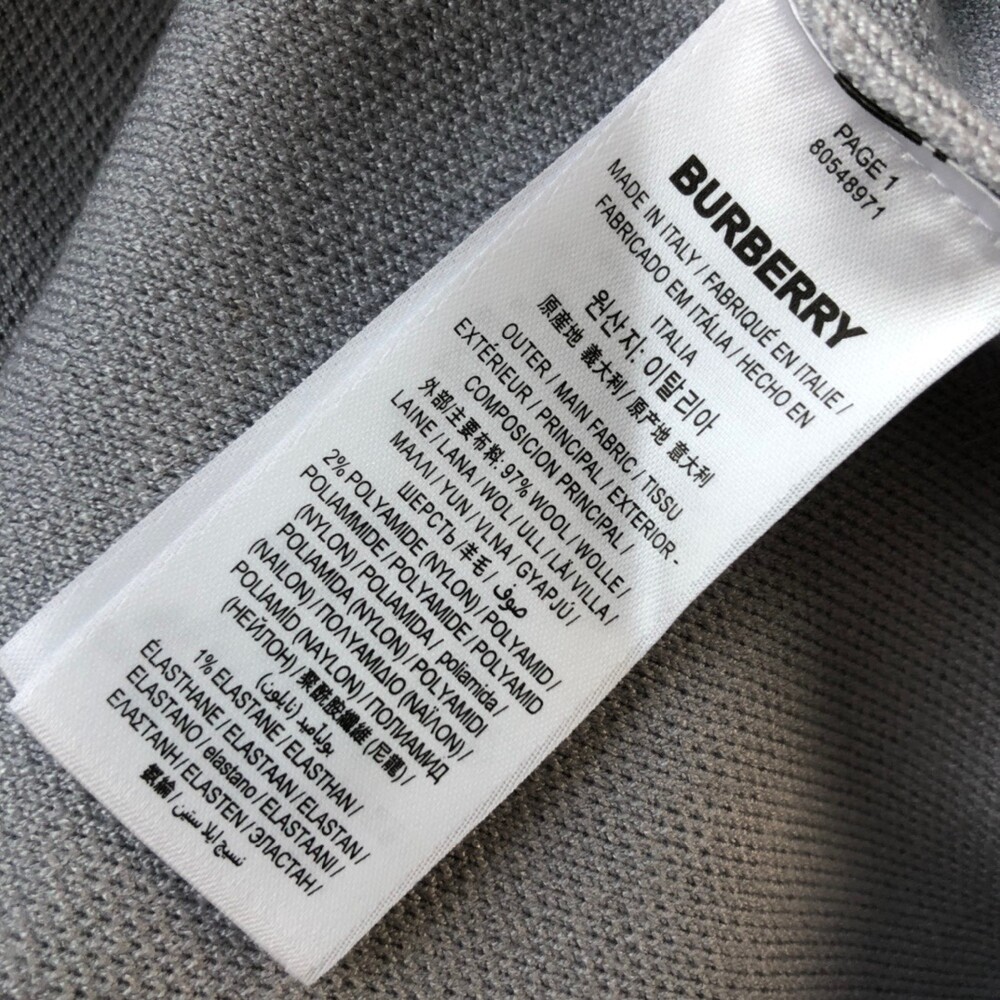 PAGE 1
80548971
BURBERRY
MADE IN ITALY / FABRIQUÉ EN ITALIE /
FABRICADO EM ITÁLIA / HECHO EN
ITALIA
원산지: 이탈리아
原産地 義大利 / 原产地 意大利
OUTER / MAIN FABRIC / TISSU
EXTÉRIEUR / PRINCIPAL / EXTERIOR -
COMPOSICION PRINCIPAL /
外部/主要布料: 97% WOOL / WOLLE /
LAINE / LANA / WOL / ULL / LÃ / VILLA /
ΜΑΛΛΙ / YUN / VILNA / GYAPJÚ /
ШЕРСТЬ / 羊毛 / صوف
2% POLYAMIDE (NYLON) / POLYAMID /
POLIAMMIDE / POLYAMIDE / POLYAMID
(NYLON) / POLIAMIDA / poliamida /
POLIAMIDA (NYLON) / POLYAMIDI
(NAILON) / ΠΟΛΥΑΜΙΔΙΟ (ΝΑΪΛΟΝ) /
POLIAMİD (NAYLON) / ПОЛИАМИД
(НЕЙЛОН) / 聚酰胺纖維 (尼龍) /
بولياميد (نايلون)
1% ELASTANE / ELASTHAN /
ÉLASTHANE / ELASTAAN / ELASTAN /
ELASTANO / elastano / ELASTAANI /
ΕΛΑΣΤΑΝΗ / ELASTEN / ЭЛАСТАН /
氨綸 / نسيج ايلاستين